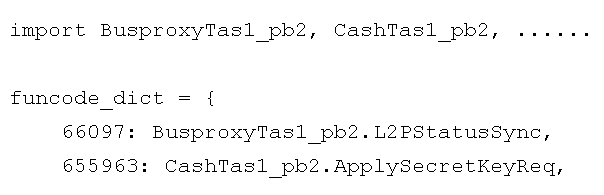 import BusproxyTas1_pb2, CashTas1_pb2, ......
funcode_dict = {
66097: BusproxyTas1_pb2.L2PStatusSync,
655963: CashTas1_pb2.ApplySecretKeyReq,